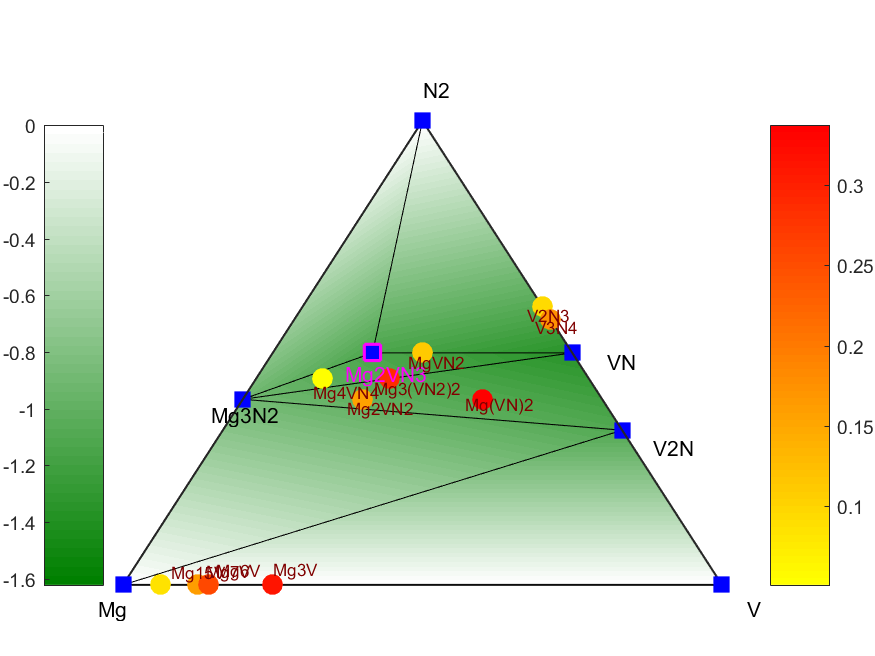 N2
0
-0.2
-0.4
-0.6
-0.8
-1
-1.2
-1.4
-1.6
0.3
0.25
0.2
0.15
0.1
V2N3
V3N4
VN
MgVN2
Mg2VN3
Mg3(VN2)2
Mg4VN4
Mg(VN)2
Mg2VN2
Mg3N2
V2N
Mg3V
Mg6V
Mg
V